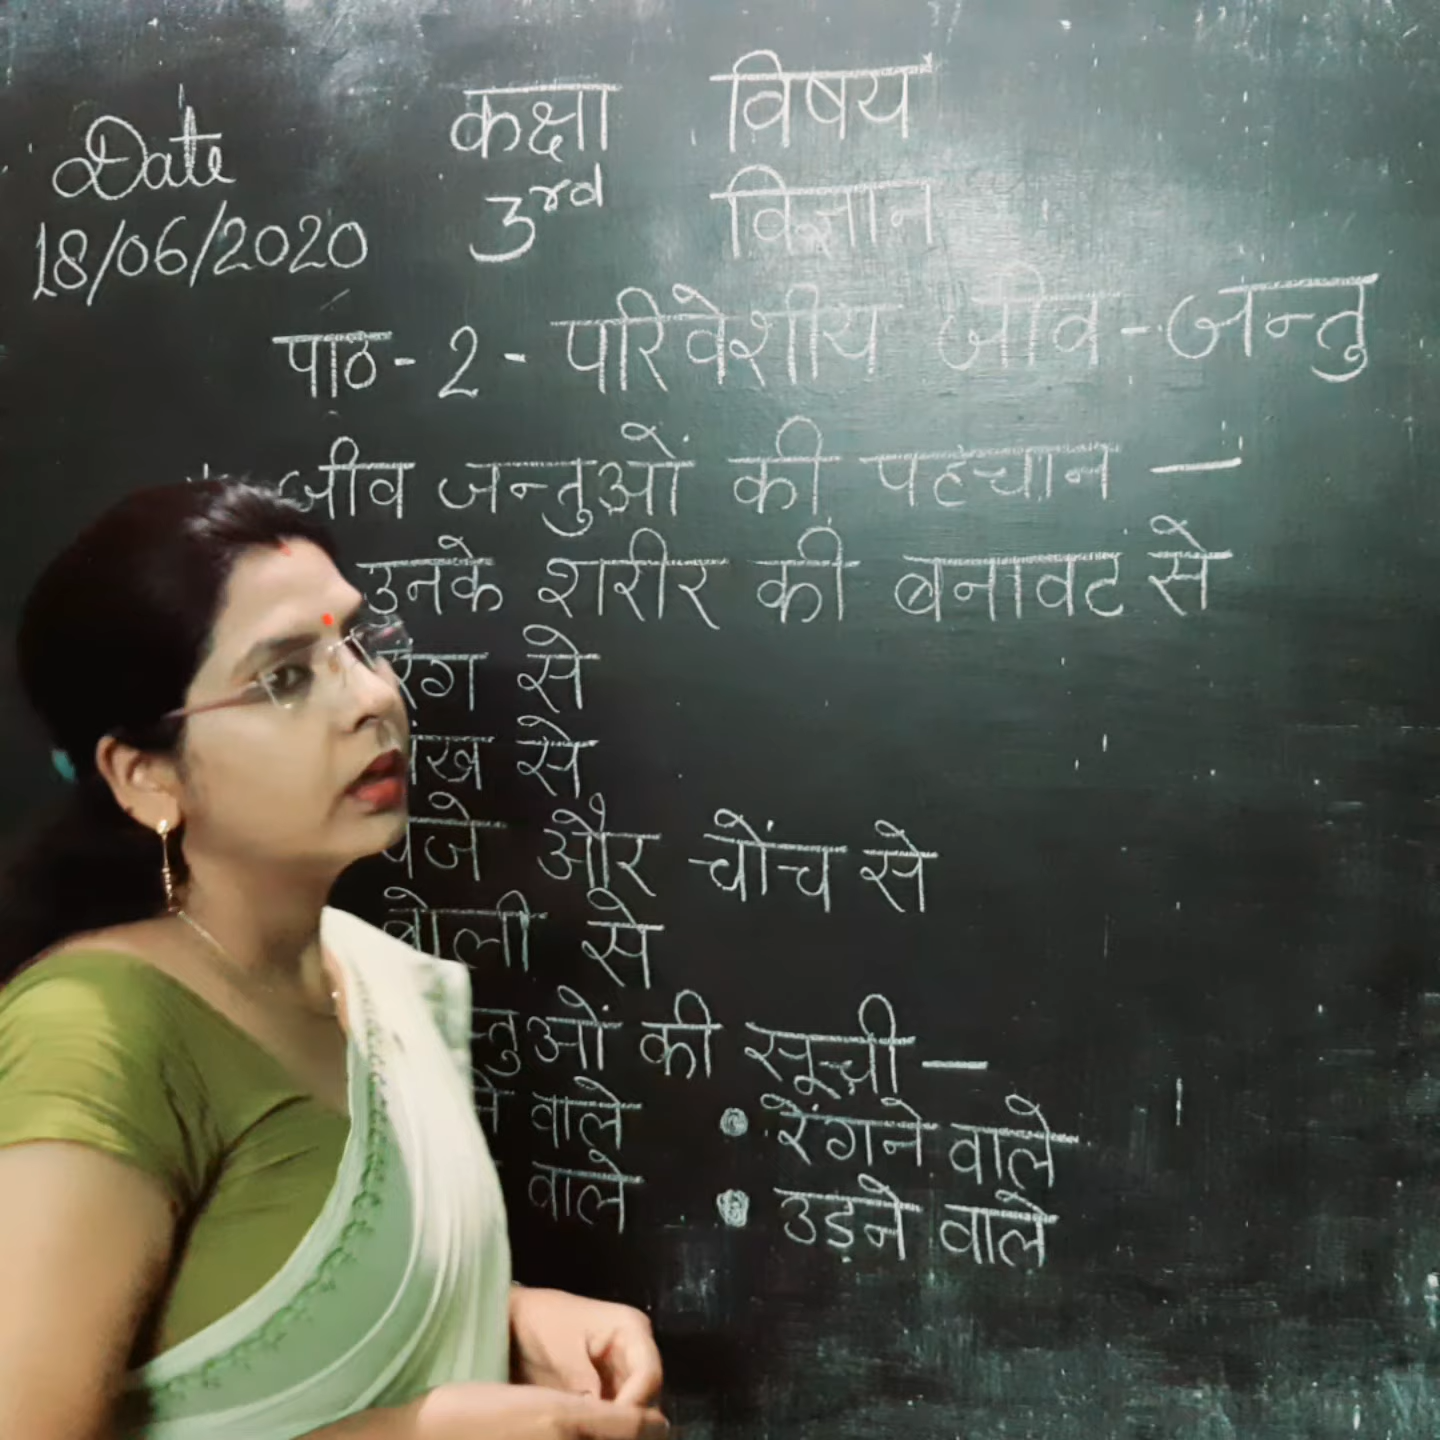 Date
18/06/2020
कक्षा विषय
3rd विज्ञान
पाठ - 2 - परिवेशीय जीव - जन्तु
जीव जन्तुओं की पहचान —
उनके शरीर की बनावट से
रंग से
पंख से
पंजे और चोंच से
बोली से
की सूची —
वाले • रेंगने वाले
वाले • उड़ने वाले